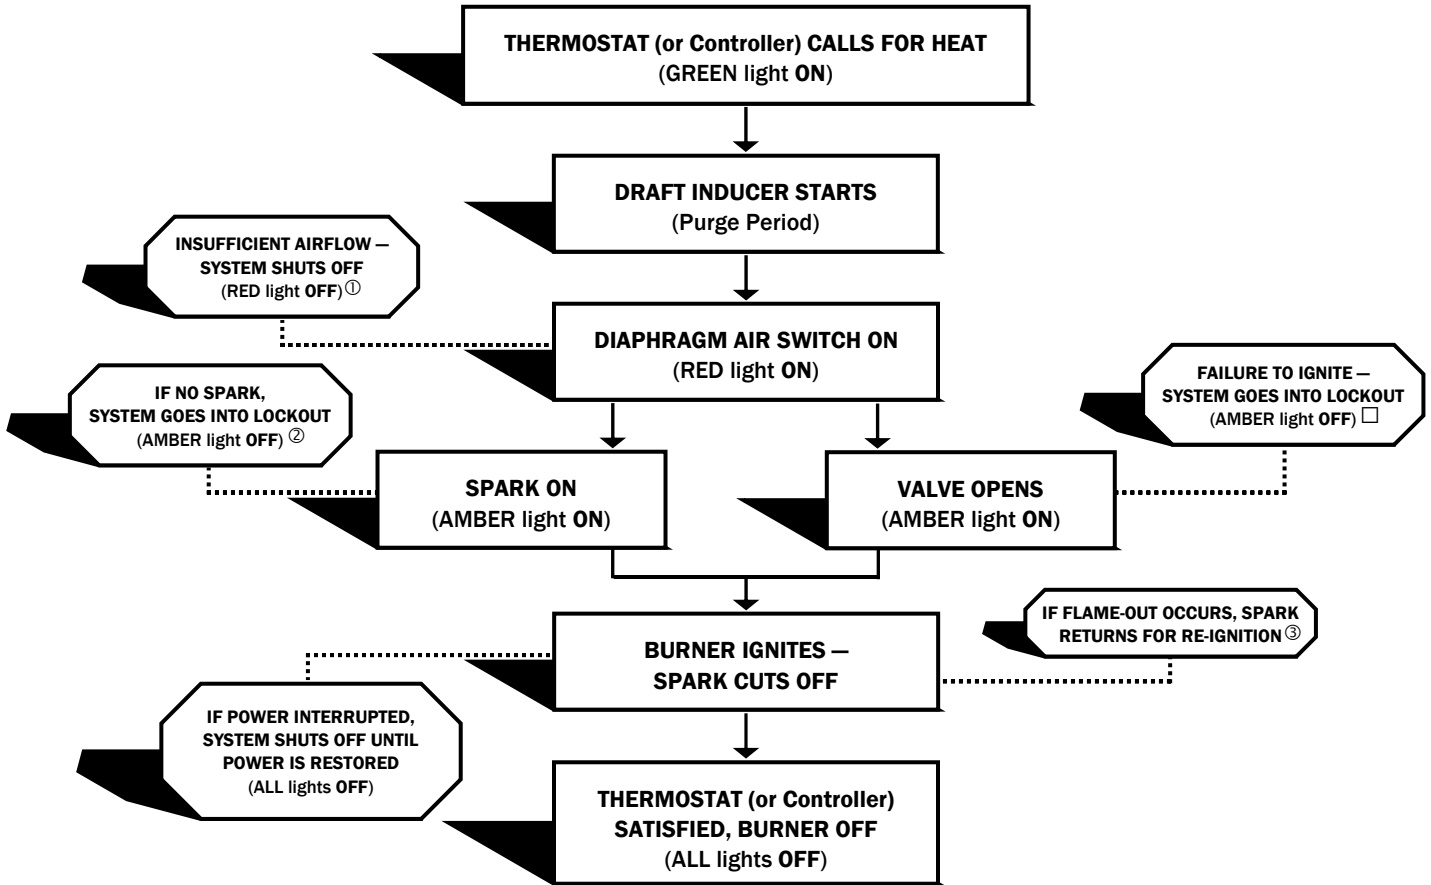 THERMOSTAT (or Controller) CALLS FOR HEAT
(GREEN light ON)
DRAFT INDUCER STARTS
(Purge Period)
INSUFFICIENT AIRFLOW —
SYSTEM SHUTS OFF
(RED light OFF) ①
DIAPHRAGM AIR SWITCH ON
(RED light ON)
IF NO SPARK,
SYSTEM GOES INTO LOCKOUT
(AMBER light OFF) ②
FAILURE TO IGNITE —
SYSTEM GOES INTO LOCKOUT
(AMBER light OFF) □
SPARK ON
(AMBER light ON)
VALVE OPENS
(AMBER light ON)
IF FLAME-OUT OCCURS, SPARK
RETURNS FOR RE-IGNITION ③
BURNER IGNITES —
SPARK CUTS OFF
IF POWER INTERRUPTED,
SYSTEM SHUTS OFF UNTIL
POWER IS RESTORED
(ALL lights OFF)
THERMOSTAT (or Controller)
SATISFIED, BURNER OFF
(ALL lights OFF)